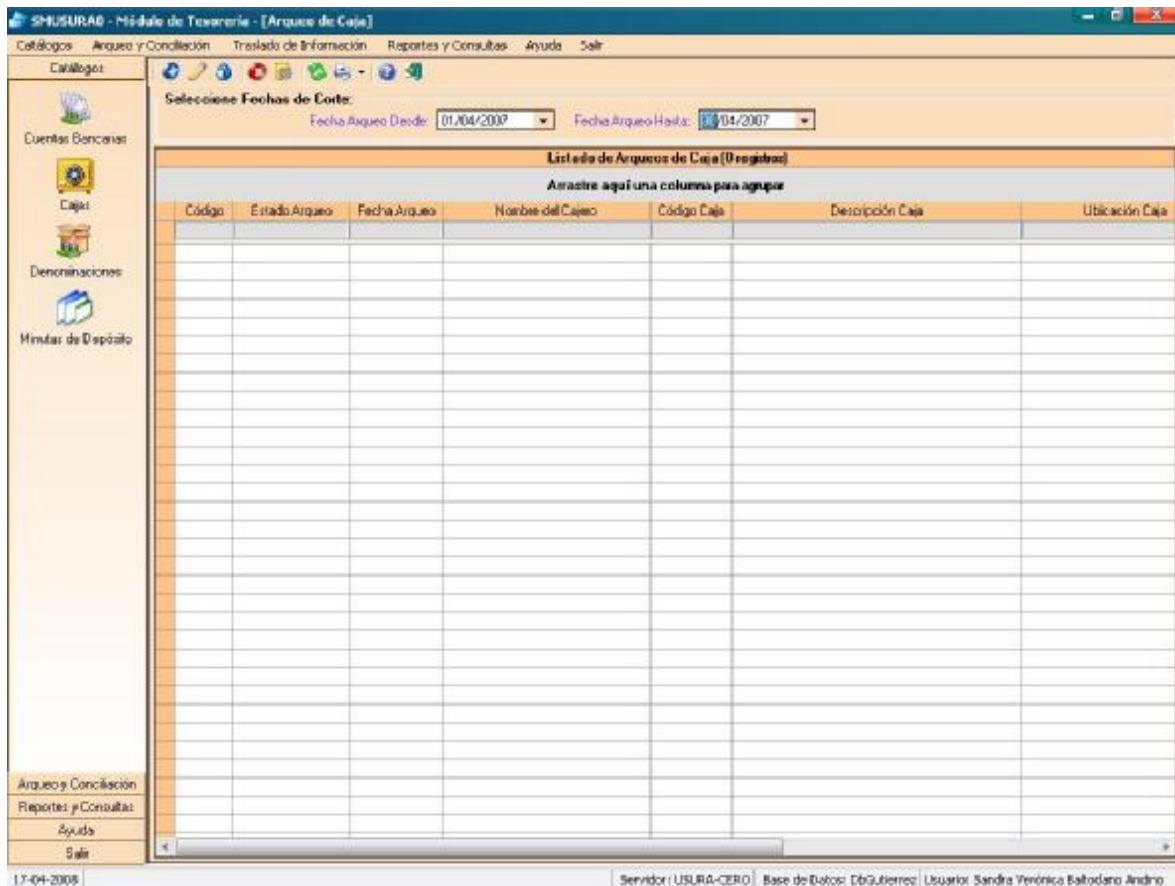 SMUSURA0 - Módulo de Tesorería - [Arqueo de Caja]
Catálogos Arqueo y Conciliación Traslado de Información Reportes y Consultas Ayuda Salir
Catálogos
Cuentas Bancarias
Cajas
Denominaciones
Minutas de Depósito
Seleccione Fechas de Corte:
Fecha Arqueo Desde: 01/04/2007 Fecha Arqueo Hasta: /04/2007
Listado de Arqueos de Caja (0 registros)
Arrastre aquí una columna para agrupar
Código Estado Arqueo Fecha Arqueo Nombre del Cajero Código Caja Descripción Caja Ubicación Caja
Arqueo y Conciliación
Reportes y Consultas
Ayuda
Salir
17-04-2008 Servidor: USURA-CERO Base de Datos: DbGutierrez Usuario: Sandra Verónica Baltodano Andino